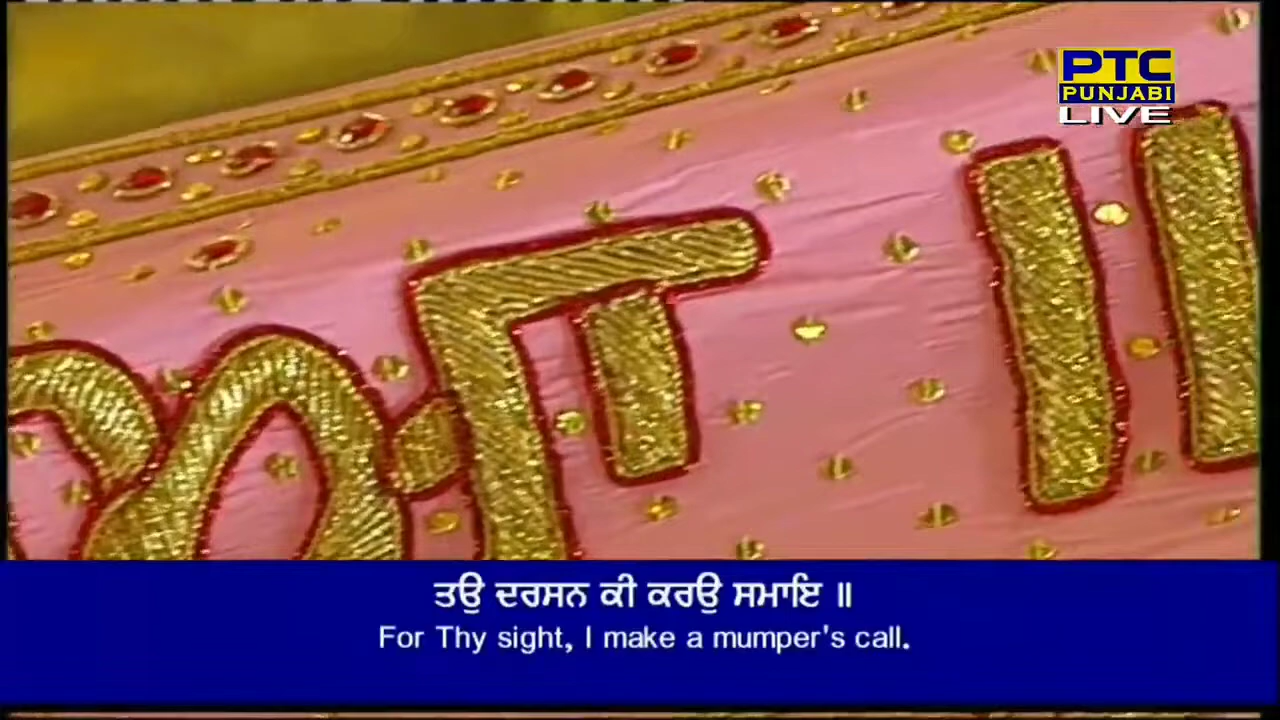 PTC
PUNJABI
LIVE
ਤਉ ਦਰਸਨ ਕੀ ਕਰਉ ਸਮਾਇ ॥
For Thy sight, I make a mumper's call.